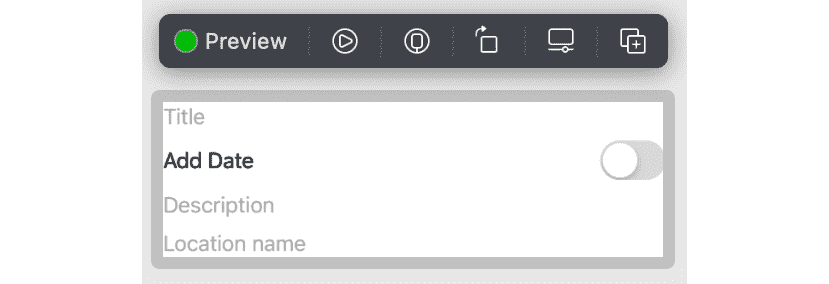 Preview
Title
Add Date
Description
Location name